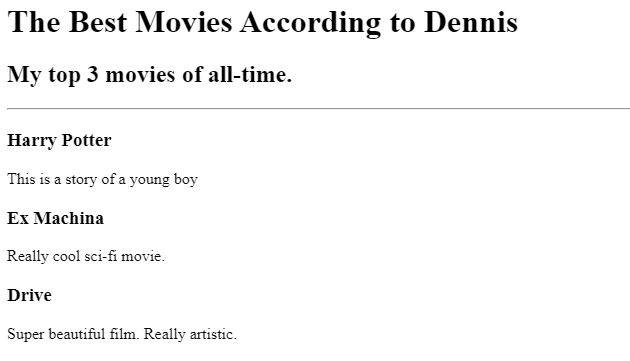 The Best Movies According to Dennis
My top 3 movies of all-time.
Harry Potter
This is a story of a young boy
Ex Machina
Really cool sci-fi movie.
Drive
Super beautiful film. Really artistic.